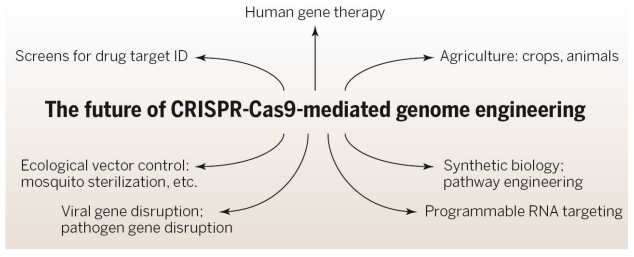 Human gene therapy
Screens for drug target ID
Agriculture: crops, animals
The future of CRISPR-Cas9-mediated genome engineering
Ecological vector control:
mosquito sterilization, etc.
Synthetic biology;
pathway engineering
Viral gene disruption;
pathogen gene disruption
Programmable RNA targeting